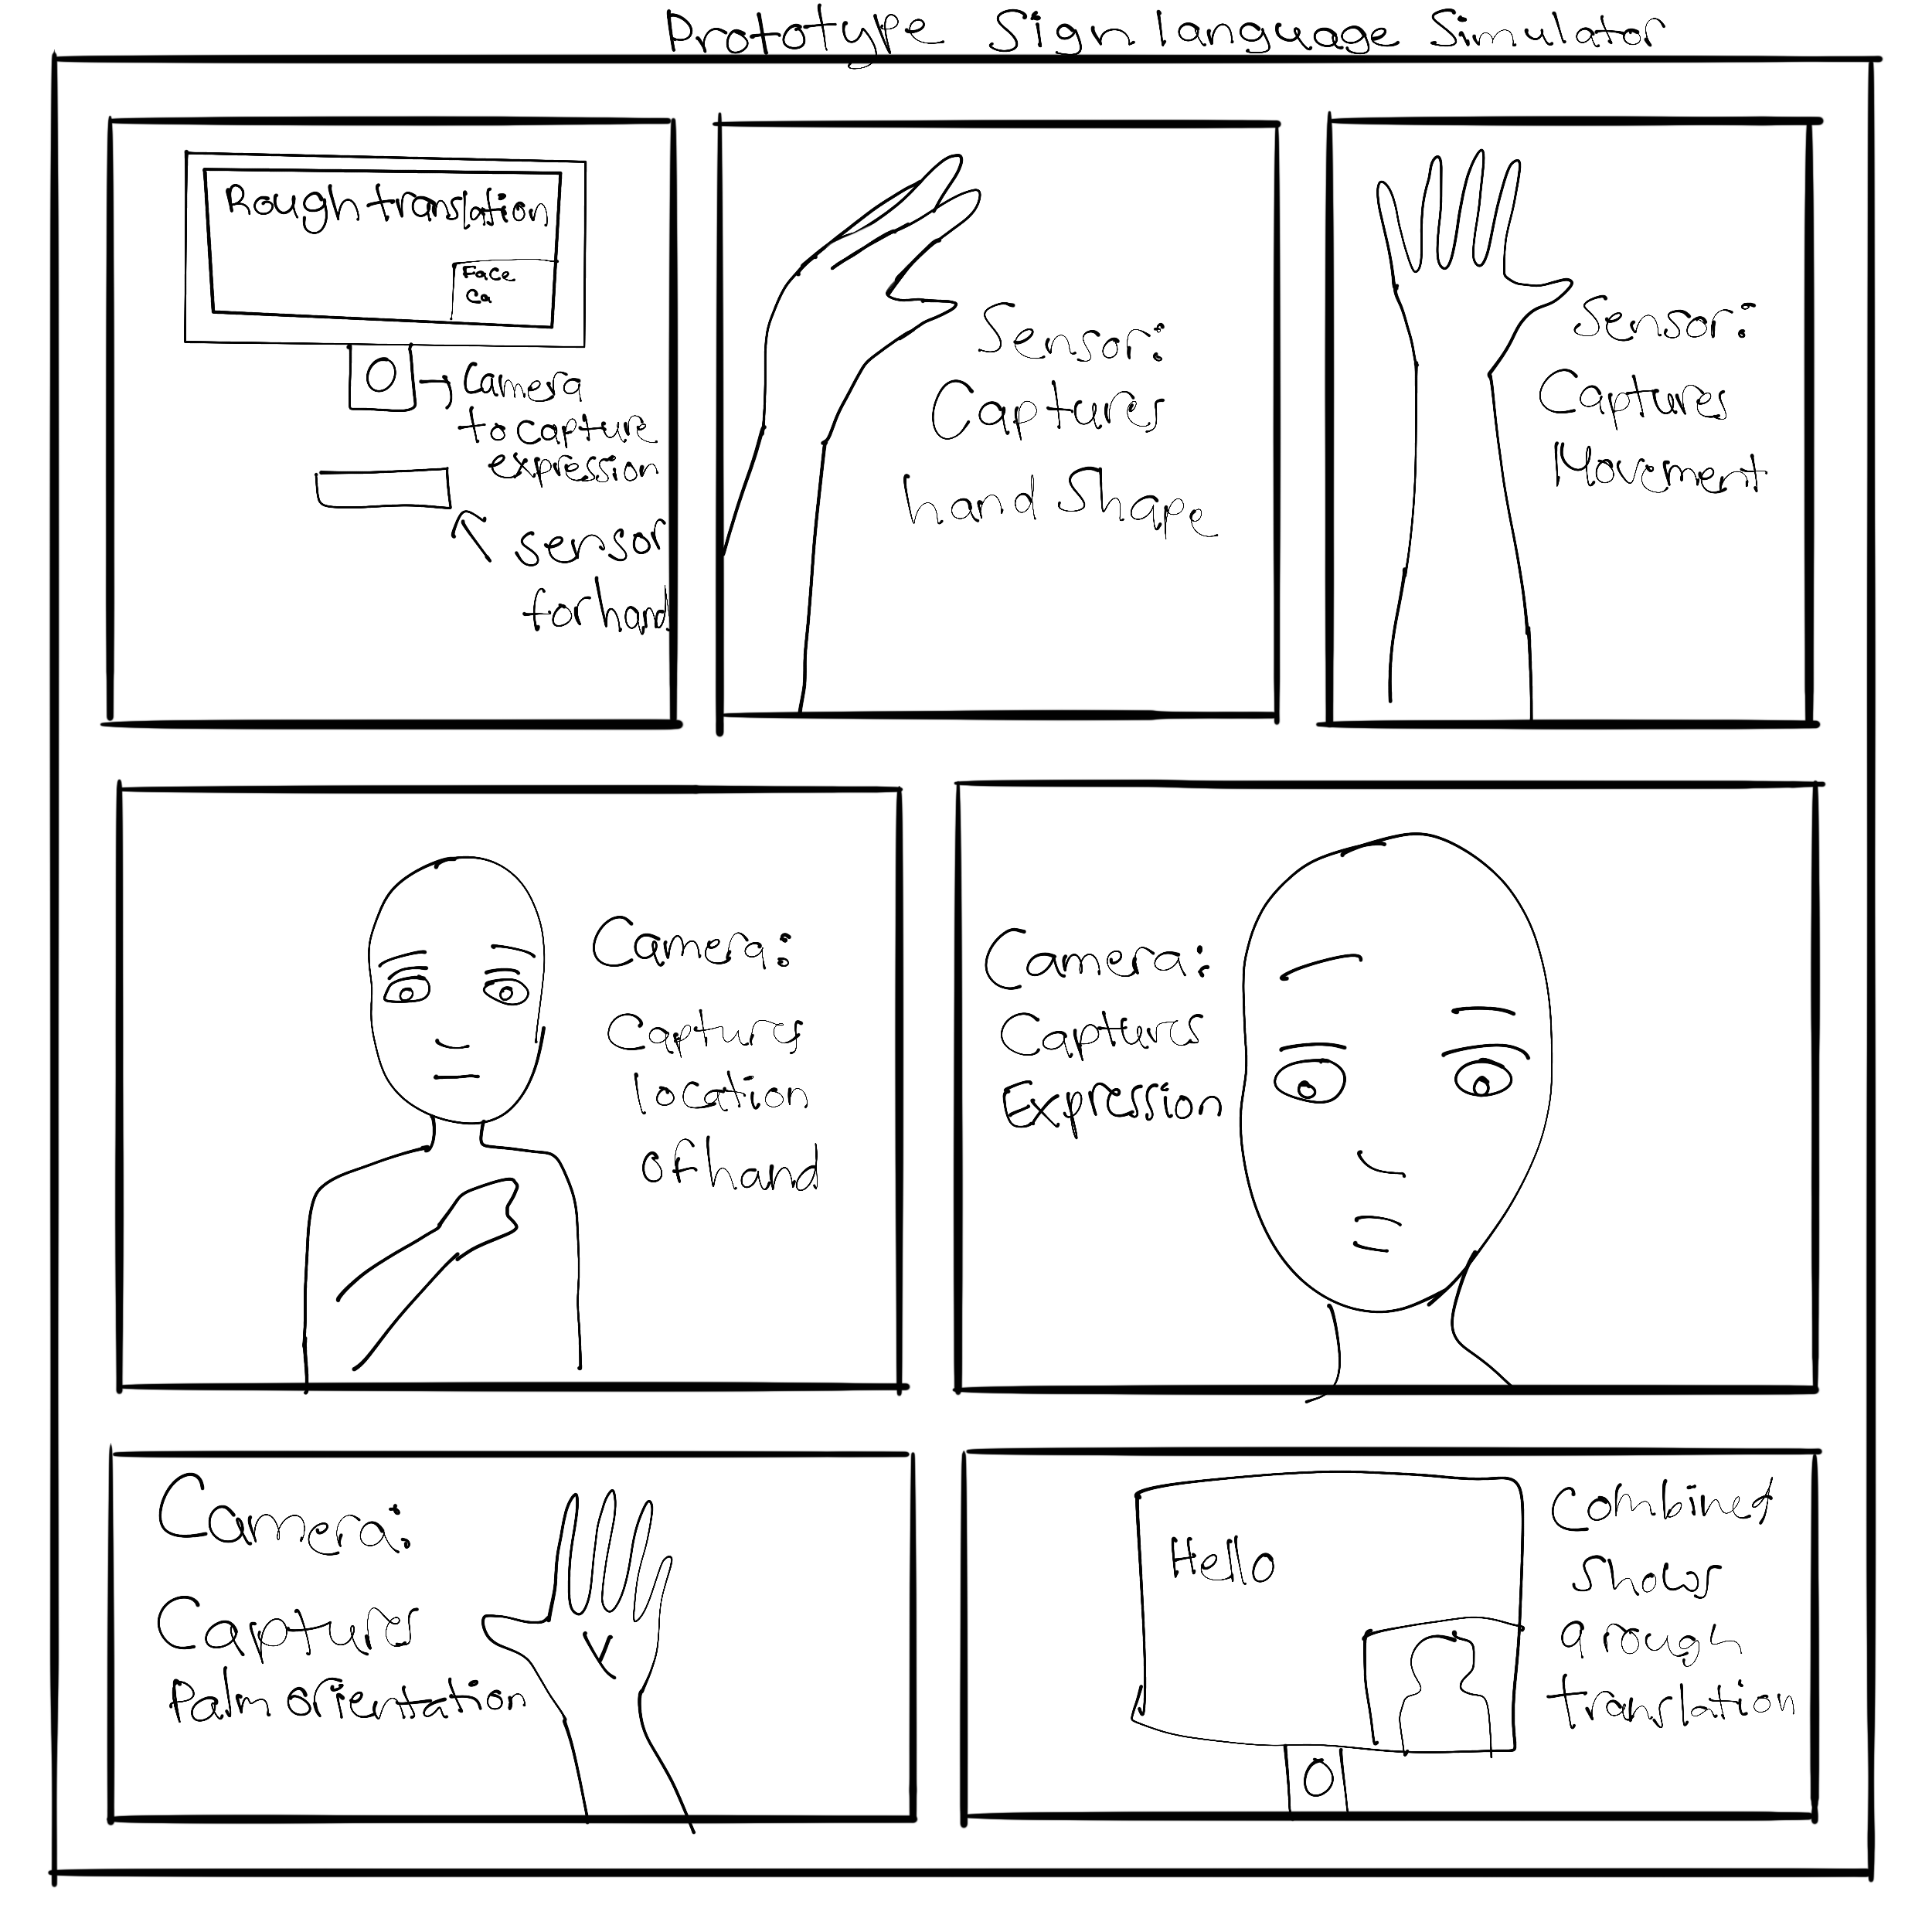 Prototype Sign language Simulator
Rough translation
Face
Ca
Camera
to capture
expression
sensor
for hand
Sensor:
Captures
hand Shape
Sensor:
Captures
Movement
Camera:
Captures
location
of hand
Camera:
Captures
Expression
Camera:
Captures
Palm orientation
Hello
Combined
shows
a rough
translation